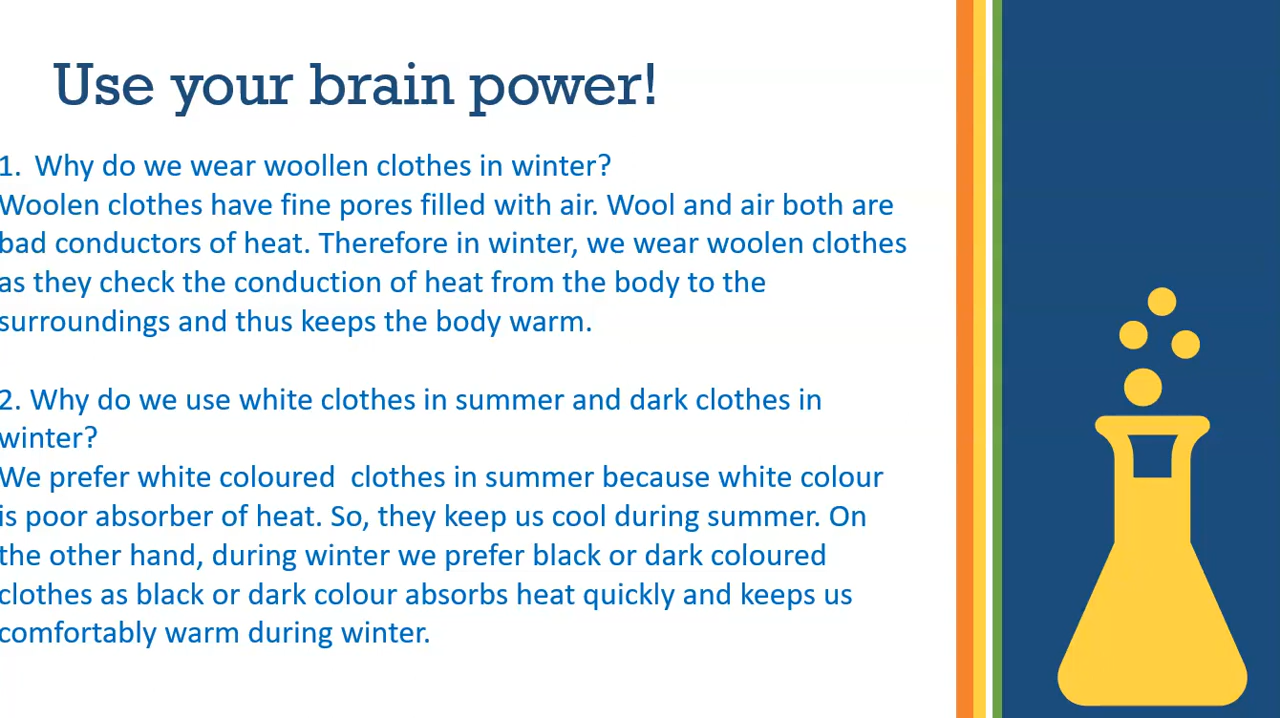 Use your brain power!
1. Why do we wear woollen clothes in winter?
Woolen clothes have fine pores filled with air. Wool and air both are
bad conductors of heat. Therefore in winter, we wear woolen clothes
as they check the conduction of heat from the body to the
surroundings and thus keeps the body warm.
2. Why do we use white clothes in summer and dark clothes in
winter?
We prefer white coloured  clothes in summer because white colour
is poor absorber of heat. So, they keep us cool during summer. On
the other hand, during winter we prefer black or dark coloured
clothes as black or dark colour absorbs heat quickly and keeps us
comfortably warm during winter.